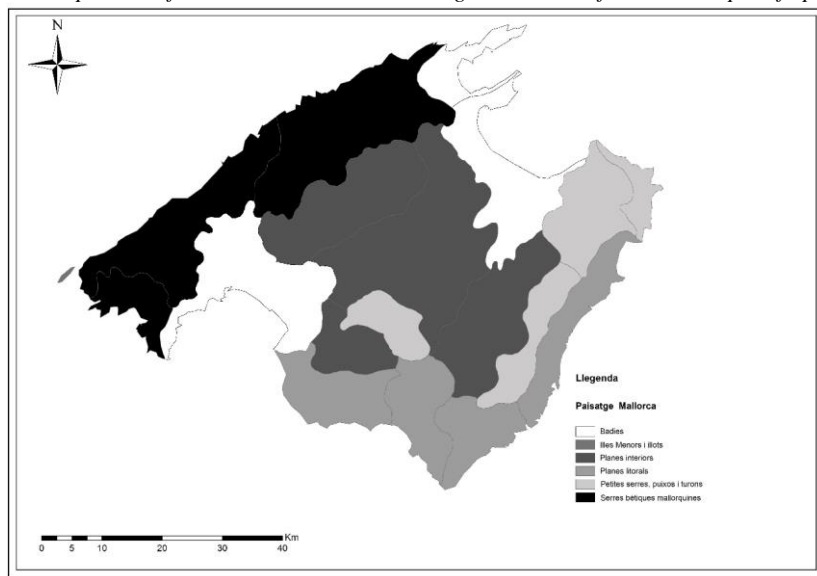 N
Llegenda
Paisatge Mallorca
Badies
Illes Menors i illots
Planes interiors
Planes litorals
Petites serres, puixos i turons
Serres bètiques mallorquines
Km
0 5 10 20 30 40